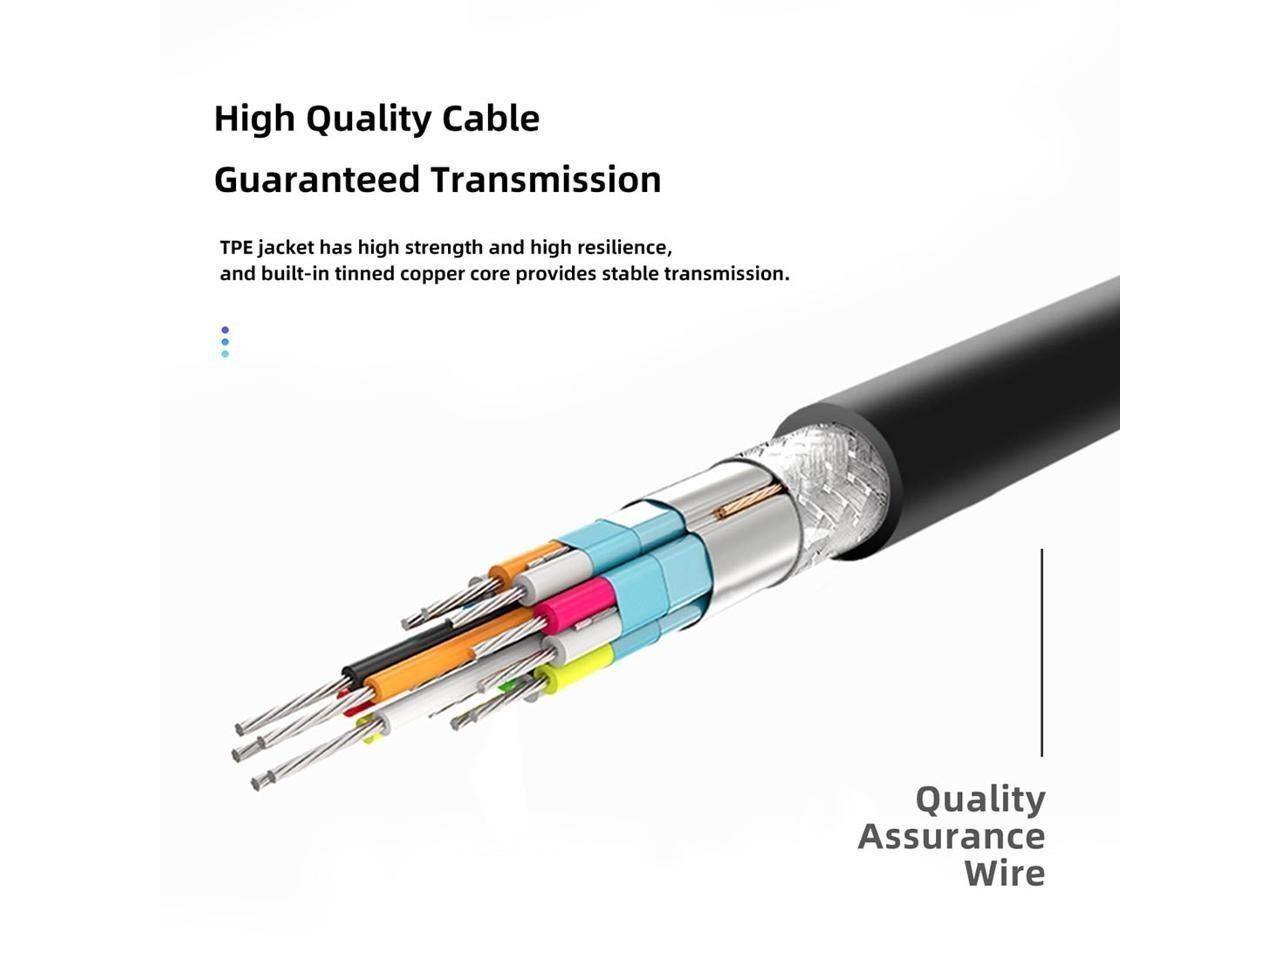 High Quality Cable
Guaranteed Transmission
TPE jacket has high strength and high resilience,
and built-in tinned copper core provides stable transmission.
Quality
Assurance
Wire